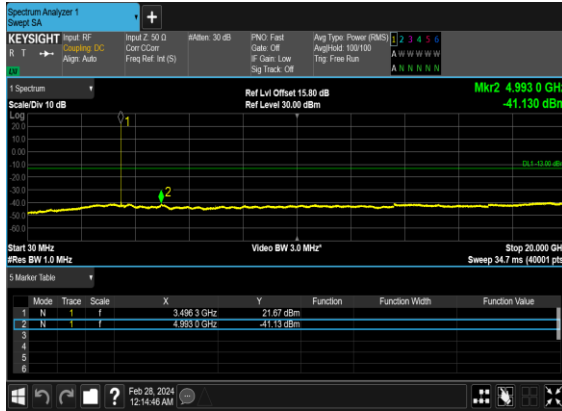 Spectrum Analyzer 1
Swept SA
+
KEYSIGHT Input: RF Input Z: 50 Ω #Atten: 30 dB PNO: Fast Avg Type: Power (RMS) 1 2 3 4 5 6
R T Coupling: DC Corr CCorr Gate: Off Avg|Hold: 100/100 A W W W W W
Align: Auto Freq Ref: Int (S) IF Gain: Low Trig: Free Run
Sig Track: Off A N N N N N
1 Spectrum Ref Lvl Offset 15.80 dB Mkr2 4.993 0 GHz
Scale/Div 10 dB Ref Level 30.00 dBm -41.130 dBm
Log
20.0
10.0
0.00
-10.0
DL1 -13.00 dBm
-20.0
-30.0
-40.0
-50.0
-60.0
1
2
Start 30 MHz Video BW 3.0 MHz* Stop 20.000 GHz
#Res BW 1.0 MHz Sweep 34.7 ms (40001 pts)
5 Marker Table
Mode Trace Scale X Y Function Function Width Function Value
1 N 1 f 3.496 3 GHz 21.67 dBm
2 N 1 f 4.993 0 GHz -41.13 dBm
3
4
5
6
? Feb 28, 2024
12:14:46 AM